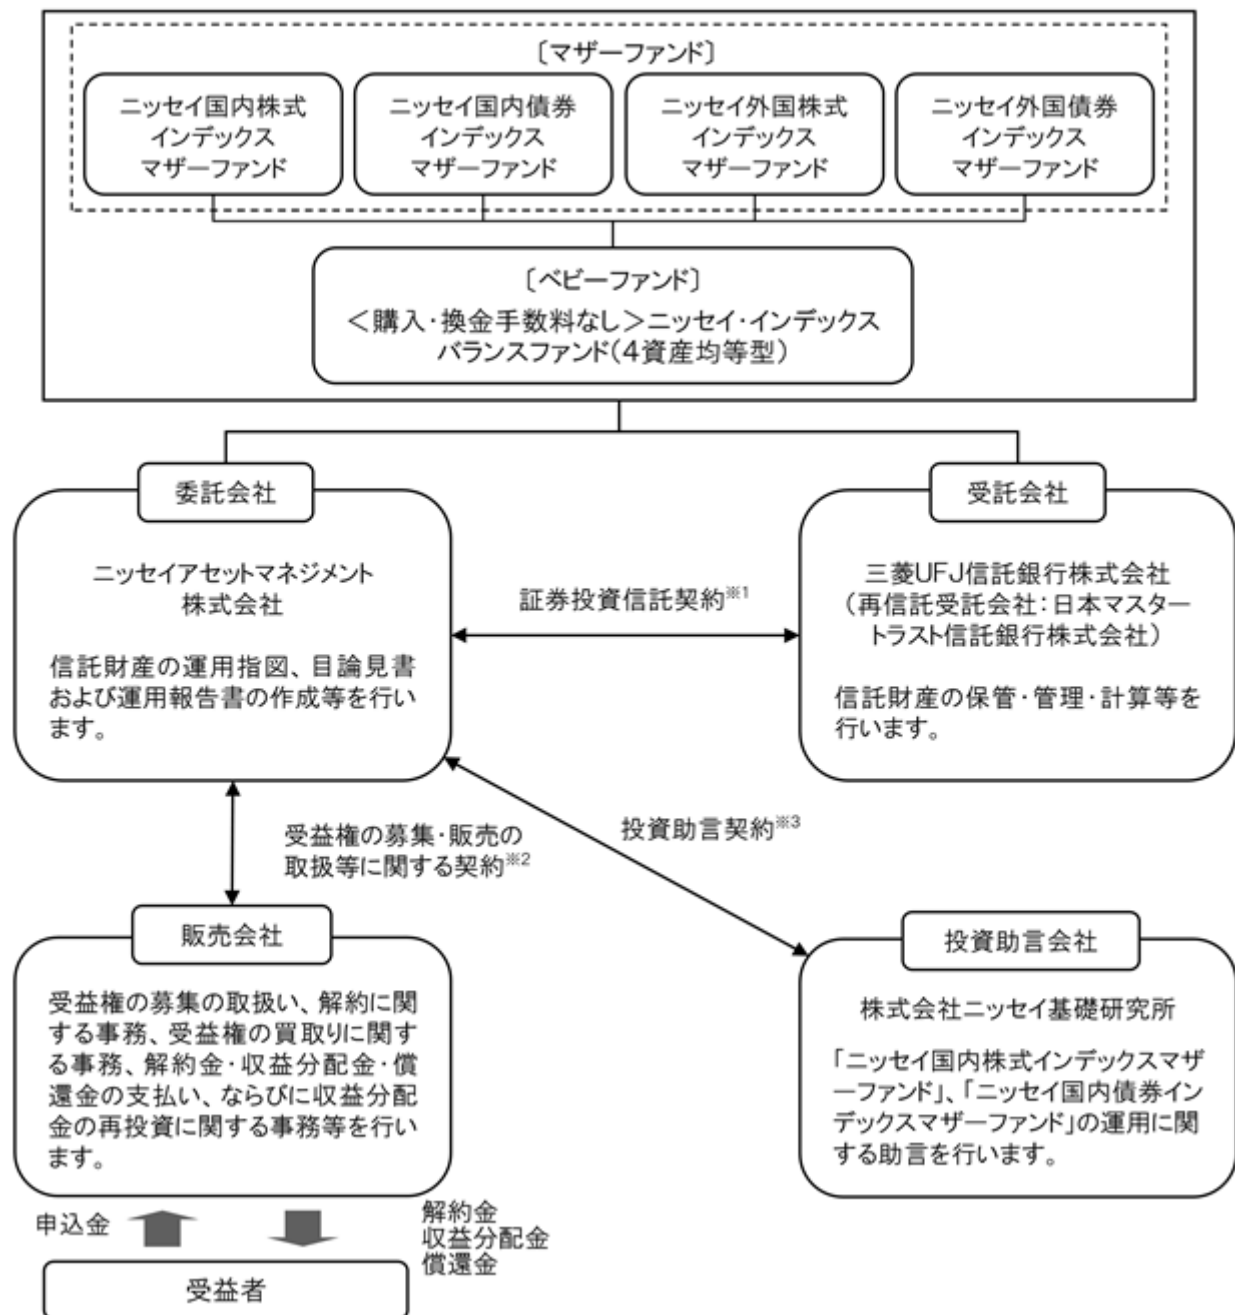 〔マザーファンド〕
ニッセイ国内株式
インデックス
マザーファンド
ニッセイ国内債券
インデックス
マザーファンド
ニッセイ外国株式
インデックス
マザーファンド
ニッセイ外国債券
インデックス
マザーファンド
〔ベビーファンド〕
＜購入・換金手数料なし＞ニッセイ・インデックス
バランスファンド（４資産均等型）
委託会社
ニッセイアセットマネジメント
株式会社
信託財産の運用指図、目論見書
および運用報告書の作成等を行い
ます。
証券投資信託契約※1
受託会社
三菱UFJ信託銀行株式会社
（再信託受託会社：日本マスター
トラスト信託銀行株式会社）
信託財産の保管・管理・計算等を
行います。
受益権の募集・販売の
取扱等に関する契約※2
投資助言契約※3
販売会社
受益権の募集の取扱い、解約に関
する事務、受益権の買取りに関す
る事務、解約金・収益分配金・償
還金の支払い、ならびに収益分配
金の再投資に関する事務等を行い
ます。
投資助言会社
株式会社ニッセイ基礎研究所
「ニッセイ国内株式インデックスマザ
ーファンド」、「ニッセイ国内債券イン
デックスマザーファンド」の運用に関
する助言を行います。
申込金
解約金
収益分配金
償還金
受益者